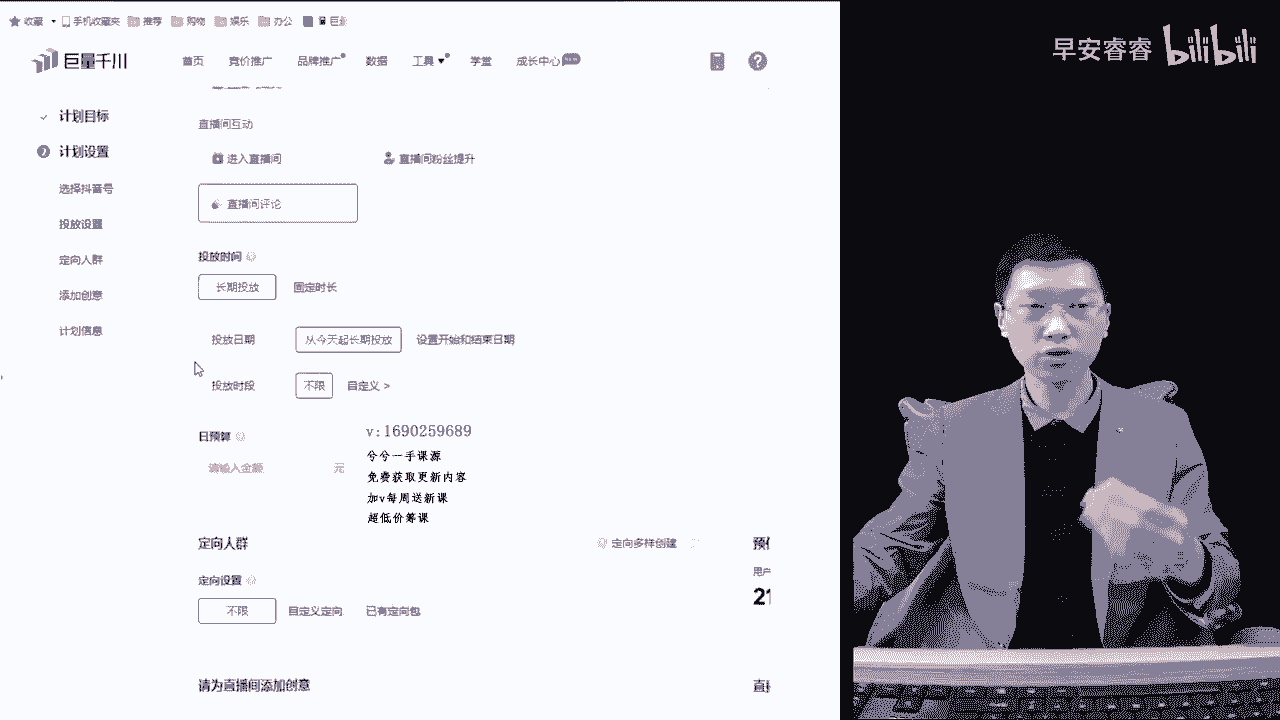 收藏 手机收藏夹 推荐 购物 娱乐 办公
巨量千川 首页 竞价推广 品牌推广 数据 工具 学堂 成长中心 New
早安睿睿 bilibili
计划目标
计划设置
选择抖音号
投放设置
定向人群
添加创意
计划信息
直播间互动
进入直播间 直播间粉丝提升
直播间评论
投放时间
长期投放 固定时长
投放日期 从今天起长期投放 设置开始和结束日期
投放时段 不限 自定义 >
日预算
请输入金额 元
v:1690259689
兮兮一手课源
免费获取更新内容
加v每周送新课
超低价筹课
定向人群 定向多样创建
定向设置
不限 自定义定向 已有定向包
用户
21
请为直播间添加创意